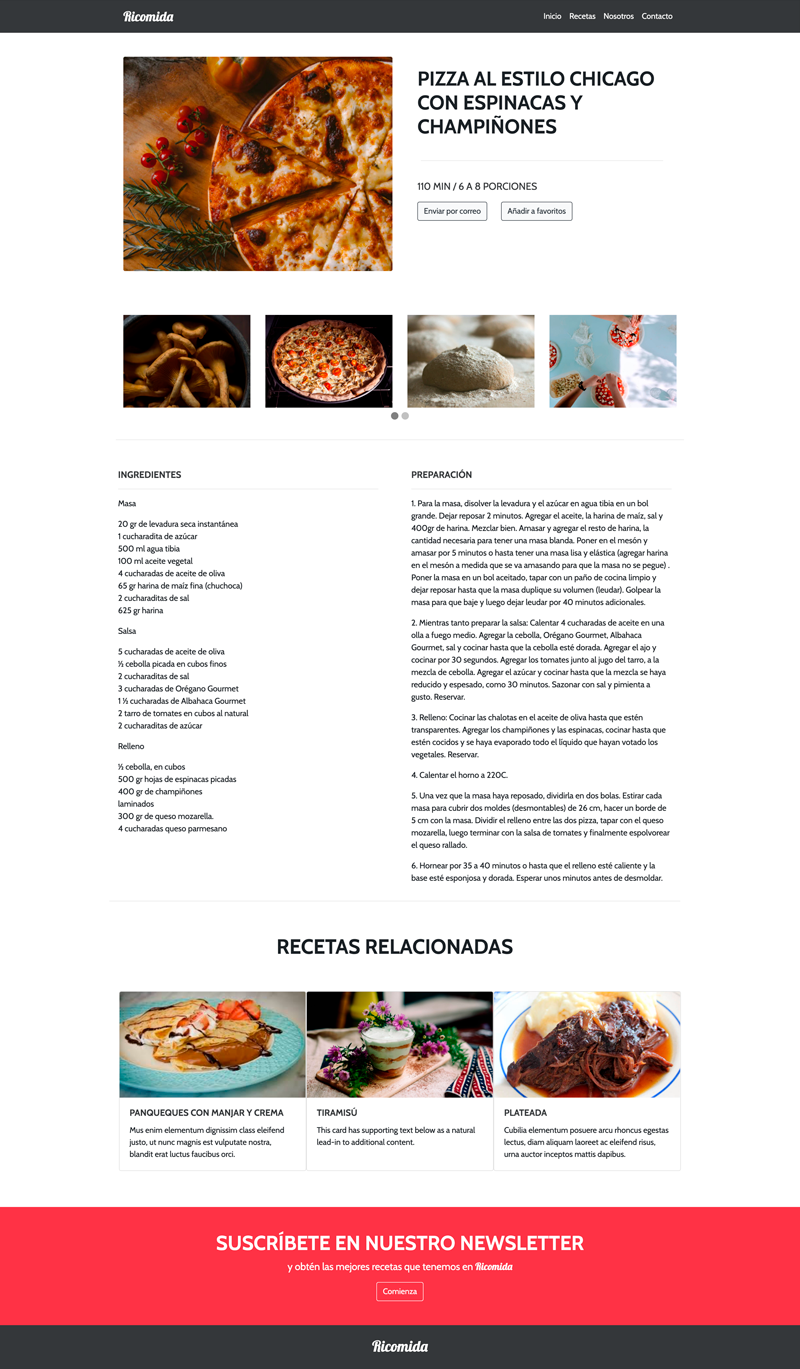 Ricomida
Inicio Recetas Nosotros Contacto
PIZZA AL ESTILO CHICAGO
CON ESPINACAS Y
CHAMPIÑONES
110 MIN / 6 A 8 PORCIONES
Enviar por correo Añadir a favoritos
INGREDIENTES
Masa
20 gr de levadura seca instantánea
1 cucharadita de azúcar
500 ml agua tibia
100 ml aceite vegetal
4 cucharadas de aceite de oliva
65 gr harina de maíz fina (chuchoca)
2 cucharaditas de sal
625 gr harina
Salsa
5 cucharadas de aceite de oliva
½ cebolla picada en cubos finos
2 cucharaditas de sal
3 cucharadas de Orégano Gourmet
1 ½ cucharadas de Albahaca Gourmet
2 tarro de tomates en cubos al natural
2 cucharaditas de azúcar
Relleno
½ cebolla, en cubos
500 gr hojas de espinacas picadas
400 gr de champiñones
laminados
300 gr de queso mozarella.
4 cucharadas queso parmesano
PREPARACIÓN
1. Para la masa, disolver la levadura y el azúcar en agua tibia en un bol
grande. Dejar reposar 2 minutos. Agregar el aceite, la harina de maíz, sal y
400gr de harina. Mezclar bien. Amasar y agregar el resto de harina, la
cantidad necesaria para tener una masa blanda. Poner en el mesón y
amasar por 5 minutos o hasta tener una masa lisa y elástica (agregar harina
en el mesón a medida que se va amasando para que la masa no se pegue) .
Poner la masa en un bol aceitado, tapar con un paño de cocina limpio y
dejar reposar hasta que la masa duplique su volumen (leudar). Golpear la
masa para que baje y luego dejar leudar por 40 minutos adicionales.
2. Mientras tanto preparar la salsa: Calentar 4 cucharadas de aceite en una
olla a fuego medio. Agregar la cebolla, Orégano Gourmet, Albahaca
Gourmet, sal y cocinar hasta que la cebolla esté dorada. Agregar el ajo y
cocinar por 30 segundos. Agregar los tomates junto al jugo del tarro, a la
mezcla de cebolla. Agregar el azúcar y cocinar hasta que la mezcla se haya
reducido y espesado, como 30 minutos. Sazonar con sal y pimienta a
gusto. Reservar.
3. Relleno: Cocinar las chalotas en el aceite de oliva hasta que estén
transparentes. Agregar los champiñones y las espinacas, cocinar hasta que
estén cocidos y se haya evaporado todo el líquido que hayan votado los
vegetales. Reservar.
4. Calentar el horno a 220C.
5. Una vez que la masa haya reposado, dividirla en dos bolas. Estirar cada
masa para cubrir dos moldes (desmontables) de 26 cm, hacer un borde de
5 cm con la masa. Dividir el relleno entre las dos pizza, tapar con el queso
mozarella, luego terminar con la salsa de tomates y finalmente espolvorear
el queso rallado.
6. Hornear por 35 a 40 minutos o hasta que el relleno esté caliente y la
base esté esponjosa y dorada. Esperar unos minutos antes de desmoldar.
RECETAS RELACIONADAS
PANQUEQUES CON MANJAR Y CREMA
Mus enim elementum dignissim class eleifend
justo, ut nunc magnis est vulputate nostra,
blandit erat luctus faucibus orci.
TIRAMISÚ
This card has supporting text below as a natural
lead-in to additional content.
PLATEADA
Cubilia elementum posuere arcu rhoncus egestas
lectus, diam aliquam laoreet ac eleifend risus,
urna auctor inceptos mattis dapibus.
SUSCRÍBETE EN NUESTRO NEWSLETTER
y obtén las mejores recetas que tenemos en Ricomida
Comienza
Ricomida